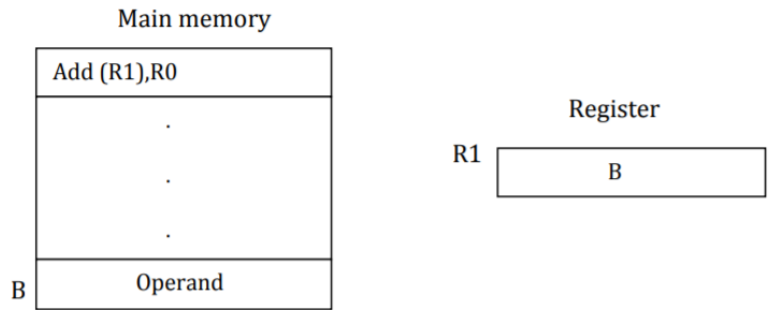 Main memory
Add (R1),R0
.
.
.
B
Operand
Register
R1
B